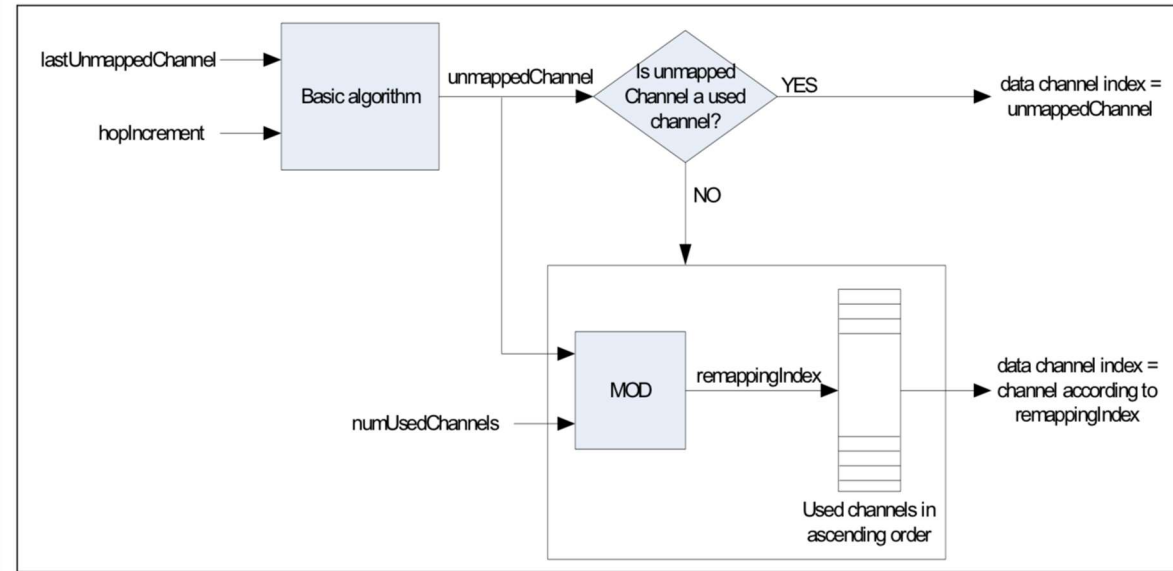 lastUnmappedChannel
hopIncrement
Basic algorithm
unmappedChannel
Is unmapped
Channel a used
channel?
YES
data channel index =
unmappedChannel
NO
numUsedChannels
MOD
remappingIndex
Used channels in
ascending order
data channel index =
channel according to
remappingIndex